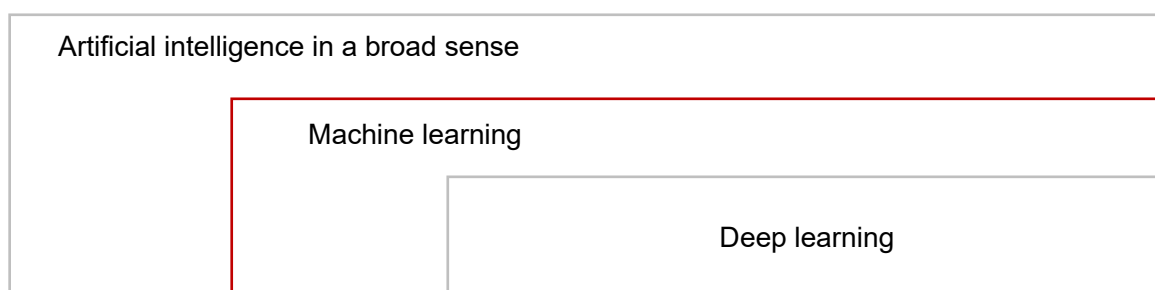 Artificial intelligence in a broad sense
Machine learning
Deep learning